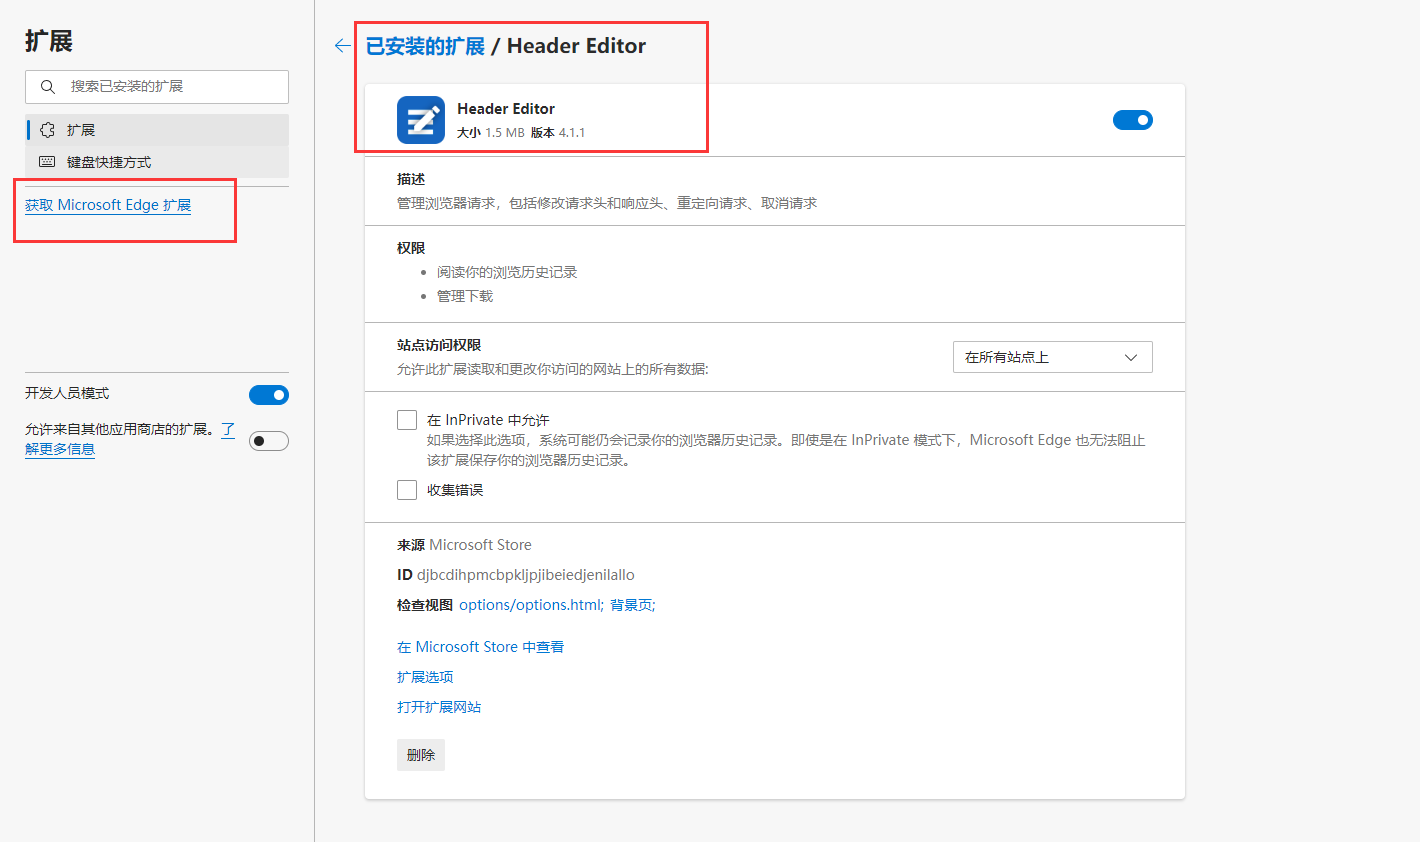 扩展
搜索已安装的扩展
扩展
键盘快捷方式
获取 Microsoft Edge 扩展
开发人员模式
允许来自其他应用商店的扩展。了
解更多信息
已安装的扩展 / Header Editor
Header Editor
大小 1.5 MB 版本 4.1.1
描述
管理浏览器请求，包括修改请求头和响应头、重定向请求、取消请求
权限
• 阅读你的浏览历史记录
• 管理下载
站点访问权限
允许此扩展读取和更改你访问的网站上的所有数据:
在所有站点上
在 InPrivate 中允许
如果选择此选项，系统可能仍会记录你的浏览器历史记录。即使是在 InPrivate 模式下，Microsoft Edge 也无法阻止
该扩展保存你的浏览器历史记录。
收集错误
来源 Microsoft Store
ID djbcdihpmcbpkljpjibeiedjenilallo
检查视图 options/options.html; 背景页;
在 Microsoft Store 中查看
扩展选项
打开扩展网站
删除